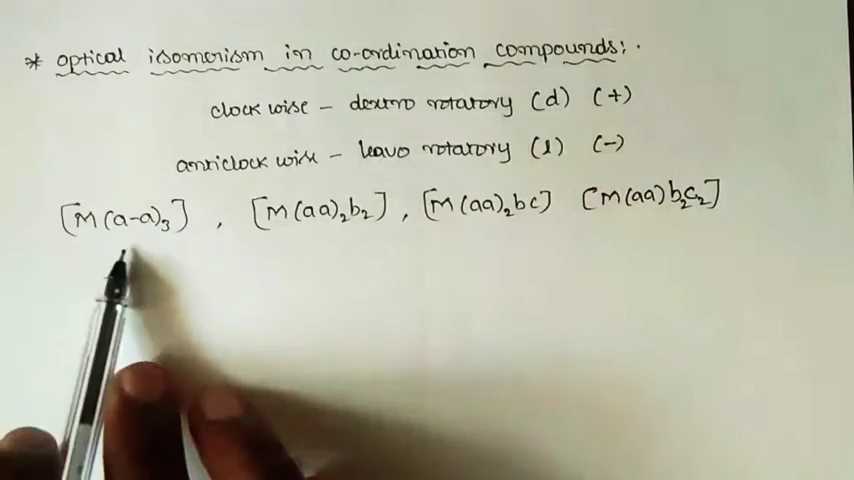 * optical isomerism in co-ordination compounds:.
clock wise - dextro rotatory (d) (+)
anticlock wise - leavo rotatory (l) (-)
[M(a-a)₃] , [M(aa)₂b₂] , [M(aa)₂bc] [M(aa)b₂c₂]